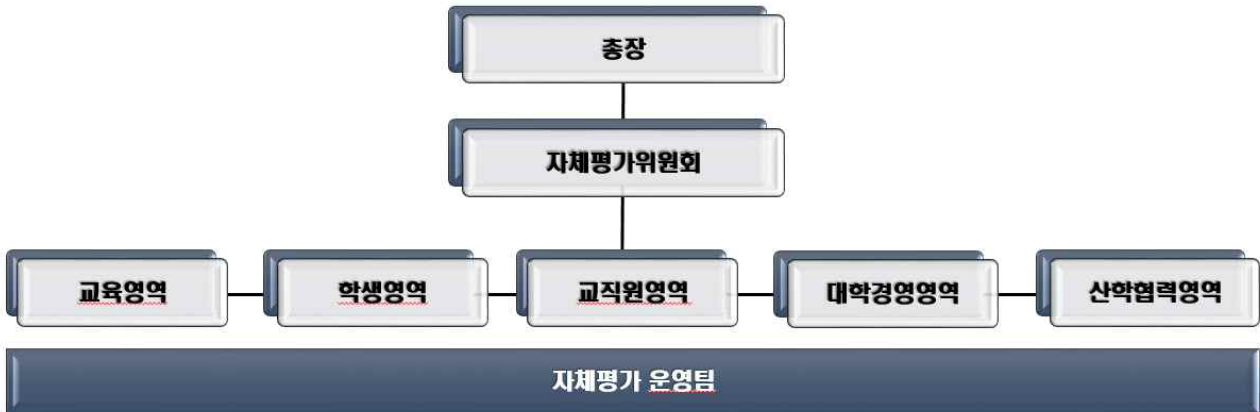 총장
자체평가위원회
교육영역
학생영역
교직원영역
대학경영영역
산학협력영역
자체평가 운영팀